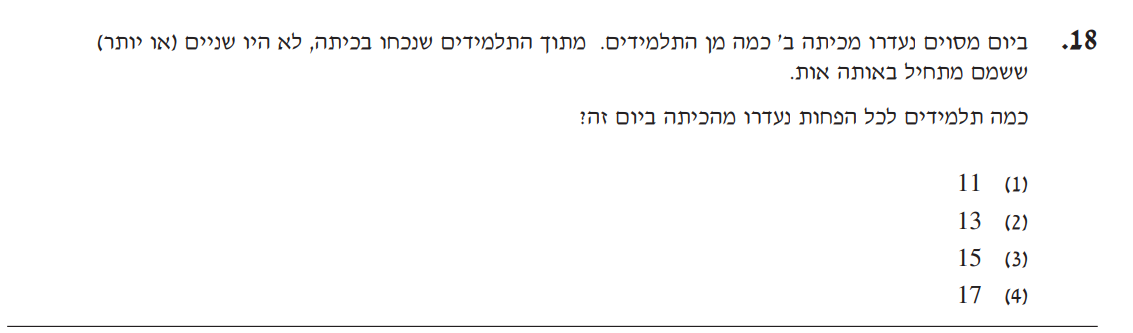 18. ביום מסוים נעדרו מכיתה ב' כמה מן התלמידים. מתוך התלמידים שנכחו בכיתה, לא היו שניים (או יותר)
ששמם מתחיל באותה אות.
כמה תלמידים לכל הפחות נעדרו מהכיתה ביום זה?
(1) 11
(2) 13
(3) 15
(4) 17